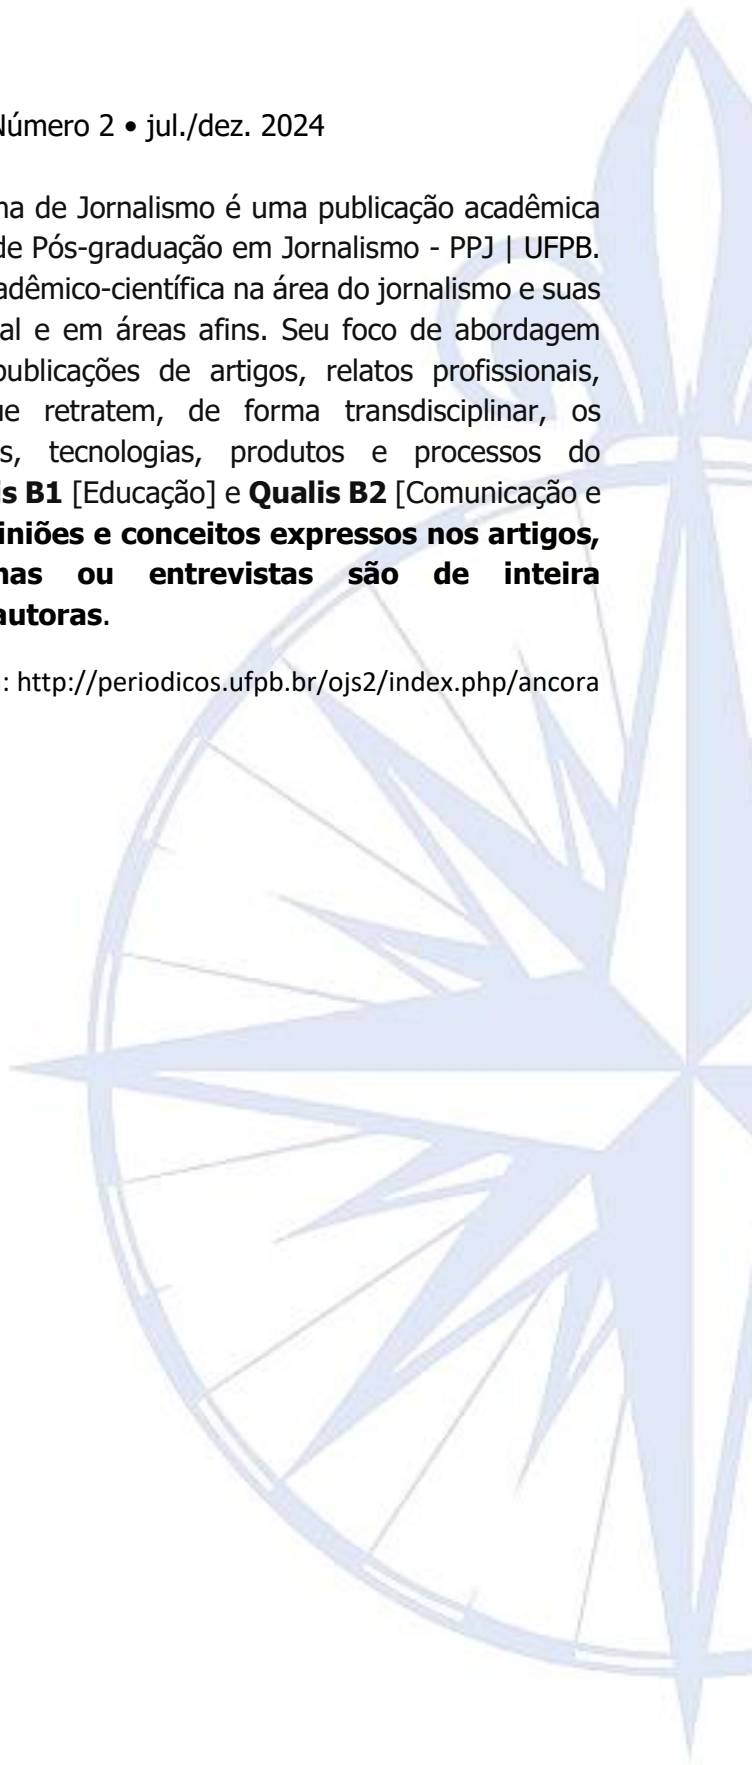 Número 2 • jul./dez. 2024
na de Jornalismo é uma publicação acadêmica
de Pós-graduação em Jornalismo - PPJ | UFPB.
adêmico-científica na área do jornalismo e suas
al e em áreas afins. Seu foco de abordagem
publicações de artigos, relatos profissionais,
ue retratem, de forma transdisciplinar, os
s, tecnologias, produtos e processos do
is B1 [Educação] e Qualis B2 [Comunicação e
iniões e conceitos expressos nos artigos,
nas ou entrevistas são de inteira
autoras.
: http://periodicos.ufpb.br/ojs2/index.php/ancora